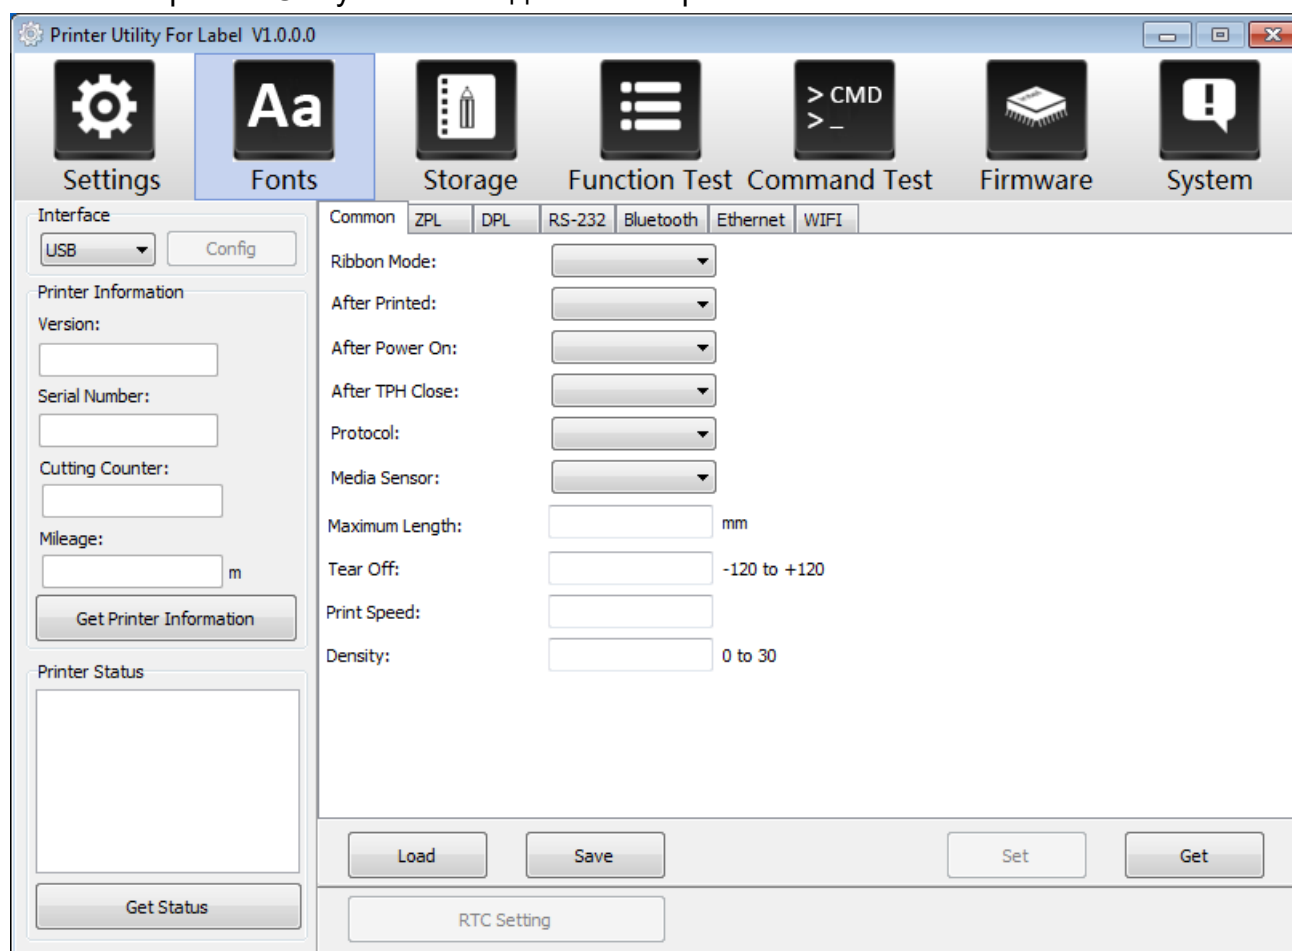 Printer Utility For Label V1.0.0.0
Aa
> CMD
> _
Settings
Fonts
Storage
Function Test
Command Test
Firmware
System
Interface
USB
Config
Printer Information
Version:
Serial Number:
Cutting Counter:
Mileage:
m
Get Printer Information
Printer Status
Get Status
Common
ZPL
DPL
RS-232
Bluetooth
Ethernet
WIFI
Ribbon Mode:
After Printed:
After Power On:
After TPH Close:
Protocol:
Media Sensor:
Maximum Length:
mm
Tear Off:
-120 to +120
Print Speed:
Density:
0 to 30
Load
Save
Set
Get
RTC Setting